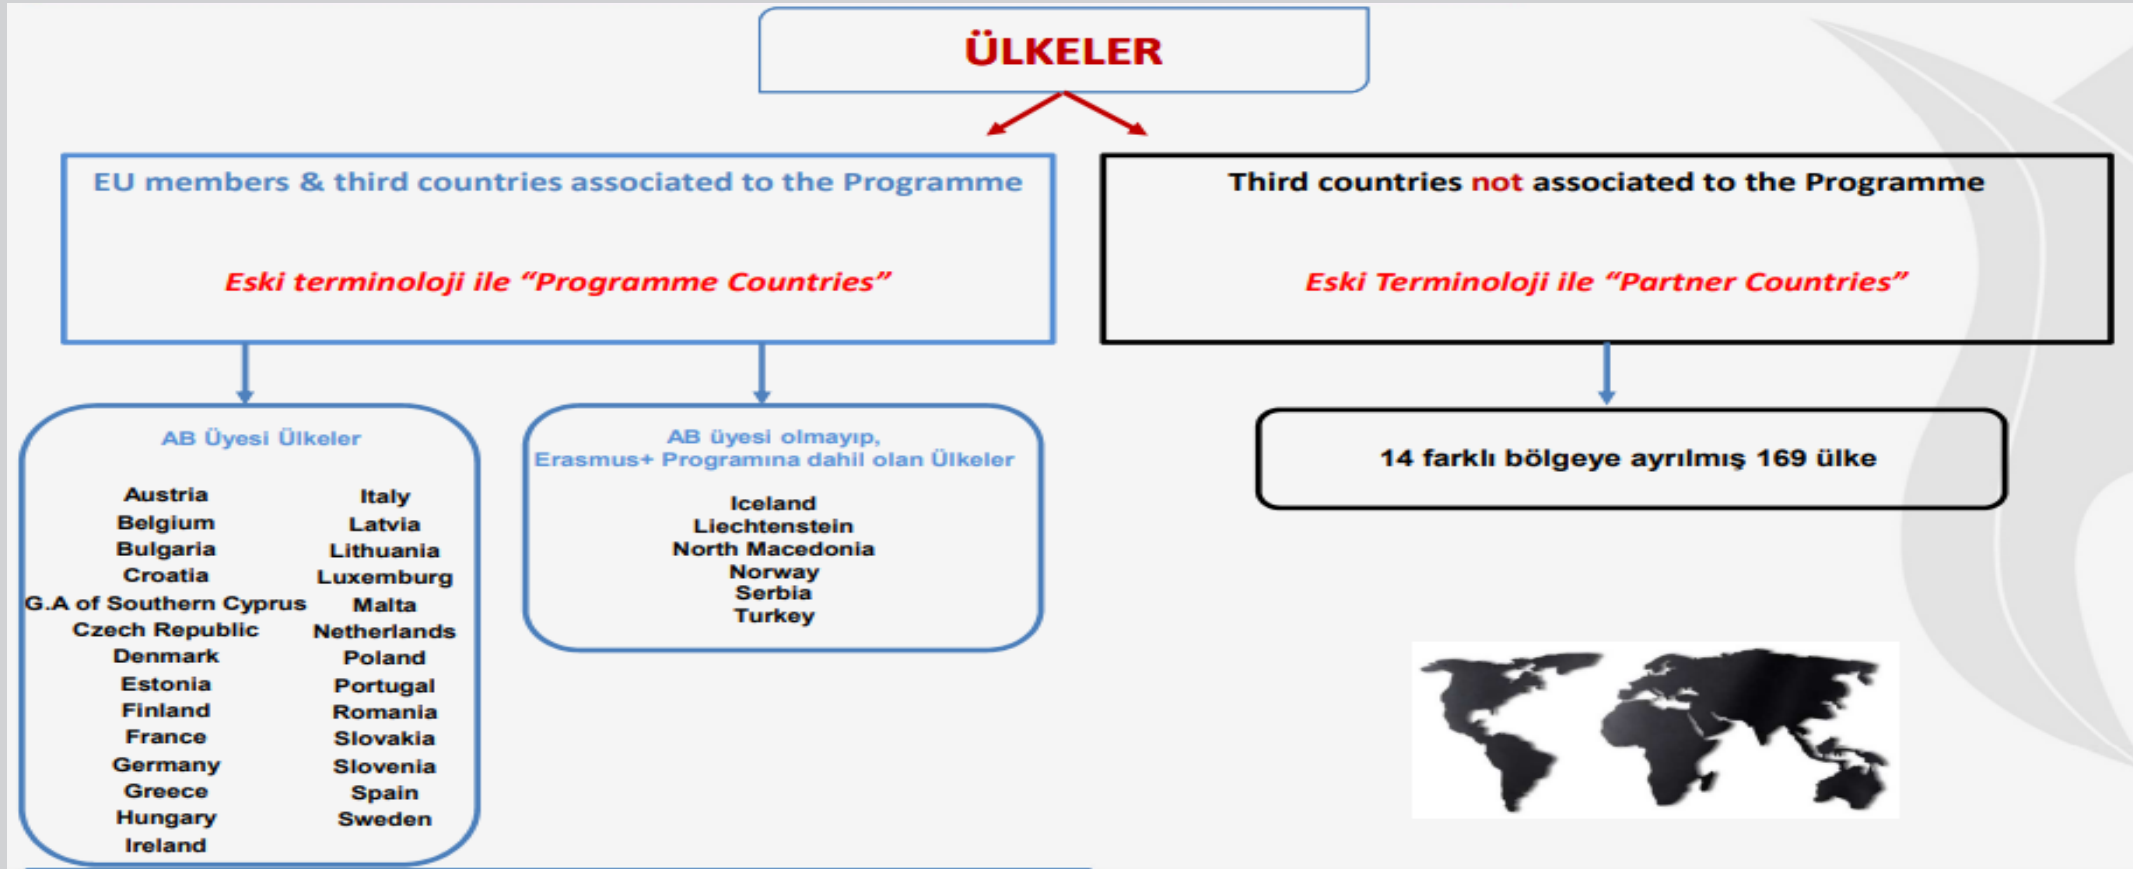 ÜLKELER
EU members & third countries associated to the Programme
Eski terminoloji ile “Programme Countries”
Third countries not associated to the Programme
Eski Terminoloji ile “Partner Countries”
AB Üyesi Ülkeler
Austria
Belgium
Bulgaria
Croatia
G.A of Southern Cyprus
Czech Republic
Denmark
Estonia
Finland
France
Germany
Greece
Hungary
Ireland
Italy
Latvia
Lithuania
Luxemburg
Malta
Netherlands
Poland
Portugal
Romania
Slovakia
Slovenia
Spain
Sweden
AB üyesi olmayıp,
Erasmus+ Programına dahil olan Ülkeler
Iceland
Liechtenstein
North Macedonia
Norway
Serbia
Turkey
14 farklı bölgeye ayrılmış 169 ülke